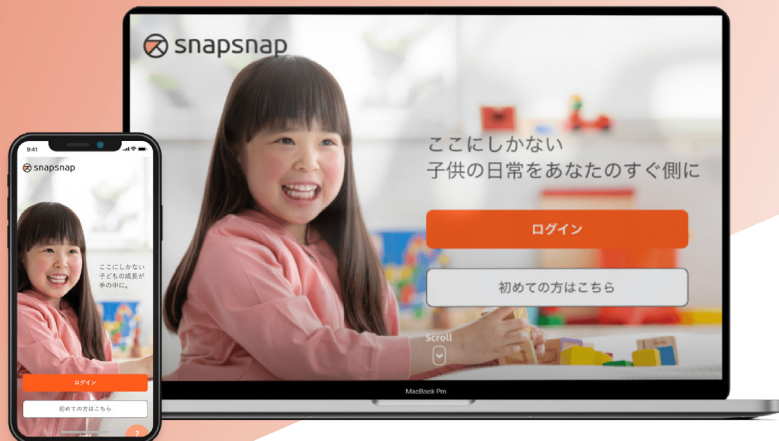 snapsnap
ここにしかない
子供の日常をあなたのすぐ側に
ログイン
初めての方はこちら
Scroll
MacBook Pro
9:41
snapsnap
ここにしかない
子どもの成長が
手の中に。
ログイン
初めての方はこちら
?